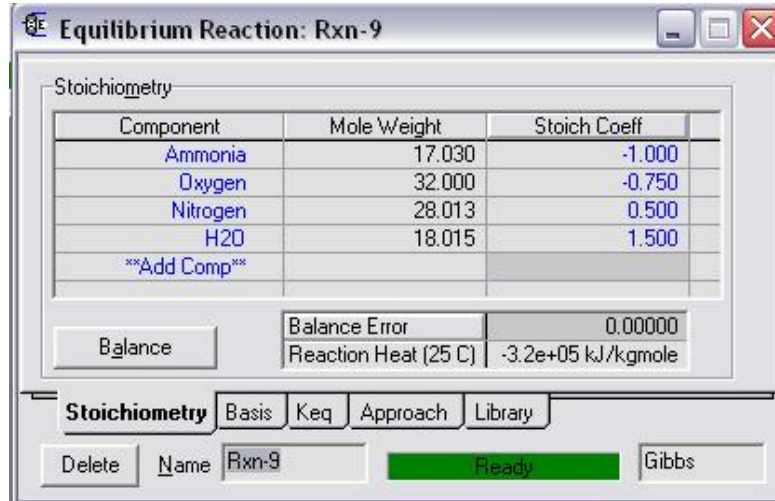 Equilibrium Reaction: Rxn-9
Stoichiometry
Component Mole Weight Stoich Coeff
Ammonia 17.030 -1.000
Oxygen 32.000 -0.750
Nitrogen 28.013 0.500
H2O 18.015 1.500
**Add Comp**
Balance
Balance Error 0.00000
Reaction Heat (25 C) -3.2e+05 kJ/kgmole
Stoichiometry Basis Keq Approach Library
Delete Name Rxn-9 Ready Gibbs